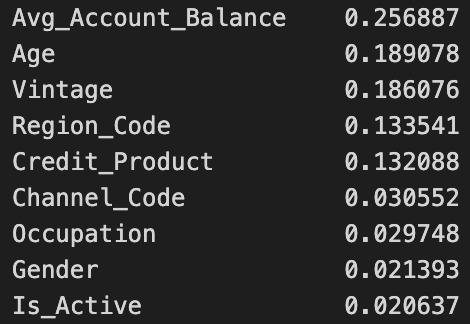 Avg_Account_Balance 0.256887
Age 0.189078
Vintage 0.186076
Region_Code 0.133541
Credit_Product 0.132088
Channel_Code 0.030552
Occupation 0.029748
Gender 0.021393
Is_Active 0.020637